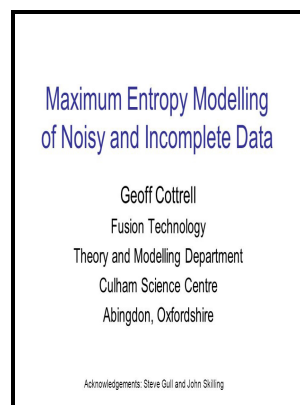 Maximum Entropy Modelling
of Noisy and Incomplete Data
Geoff Cottrell
Fusion Technology
Theory and Modelling Department
Culham Science Centre
Abingdon, Oxfordshire
Acknowledgements: Steve Gull and John Skilling